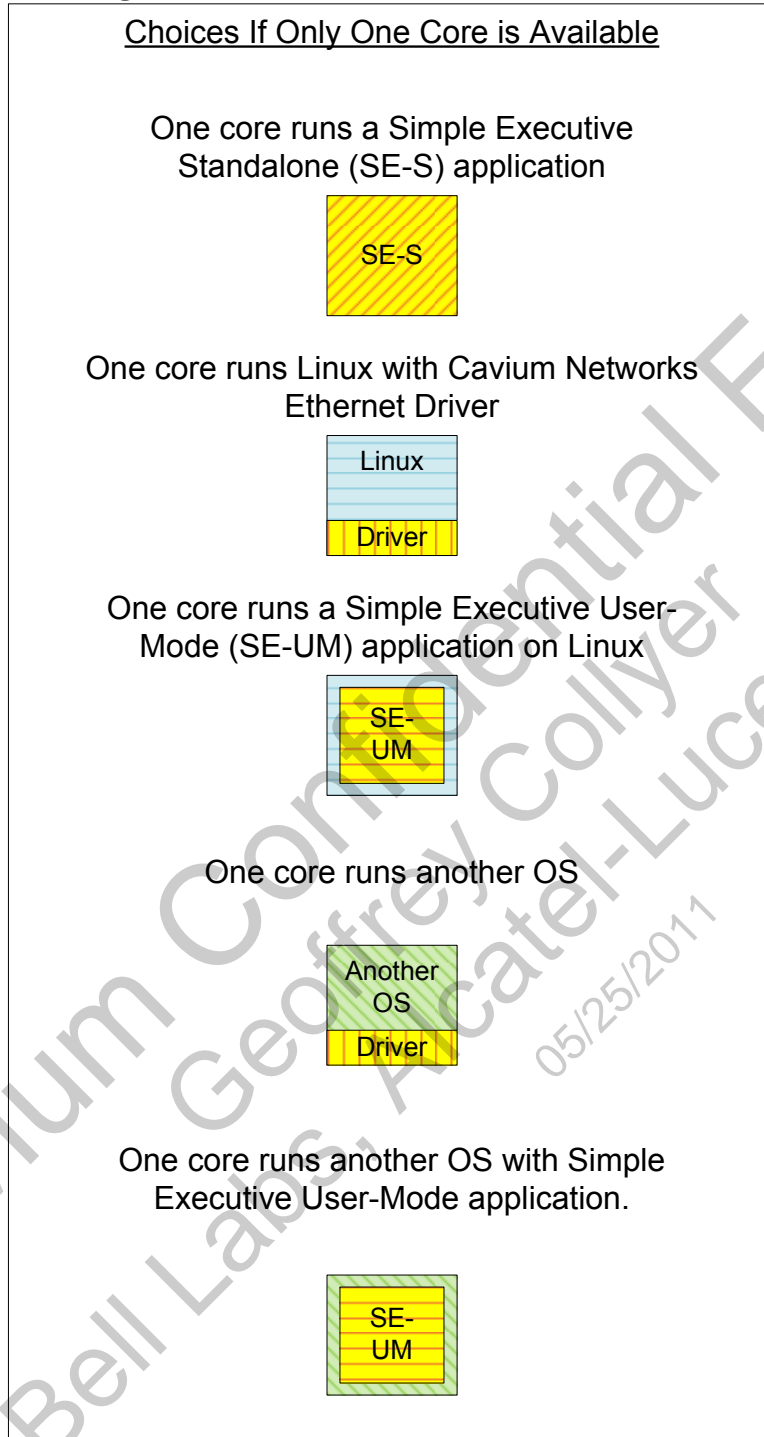 Choices If Only One Core is Available
One core runs a Simple Executive
Standalone (SE-S) application
SE-S
One core runs Linux with Cavium Networks
Ethernet Driver
Linux
Driver
One core runs a Simple Executive User-
Mode (SE-UM) application on Linux
SE-
UM
One core runs another OS
Another
OS
Driver
One core runs another OS with Simple
Executive User-Mode application.
SE-
UM
Confidential
Geoffrey Collyer
Bell Labs, Alcatel-Luce
05/25/2011